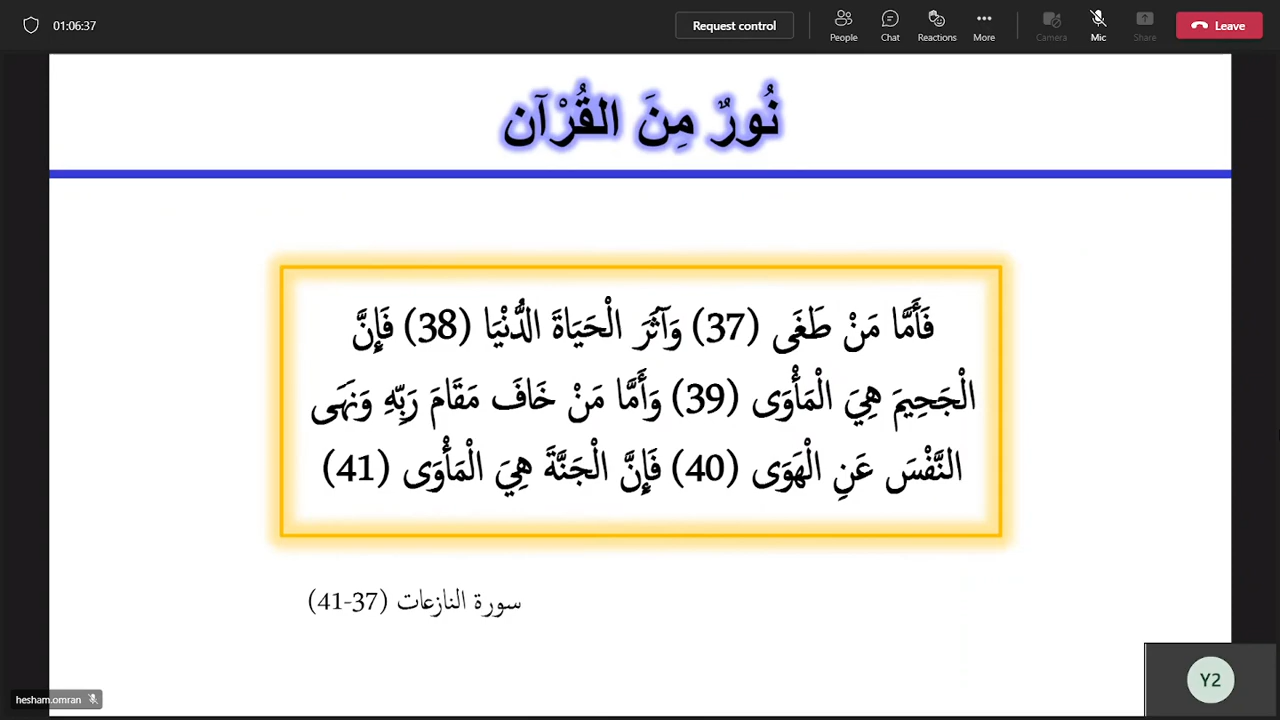 01:06:37
Request control
People
Chat
Reactions
More
Camera
Mic
Share
Leave
نُورٌ مِنَ القُرْآن
فَأَمَّا مَنْ طَغَى (37) وَآثَرَ الْحَيَاةَ الدُّنْيَا (38) فَإِنَّ
الْجَحِيمَ هِيَ الْمَأْوَى (39) وَأَمَّا مَنْ خَافَ مَقَامَ رَبِّهِ وَنَهَى
النَّفْسَ عَنِ الْهَوَى (40) فَإِنَّ الْجَنَّةَ هِيَ الْمَأْوَى (41)
سورة النازعات (37-41)
hesham.omran
Y2